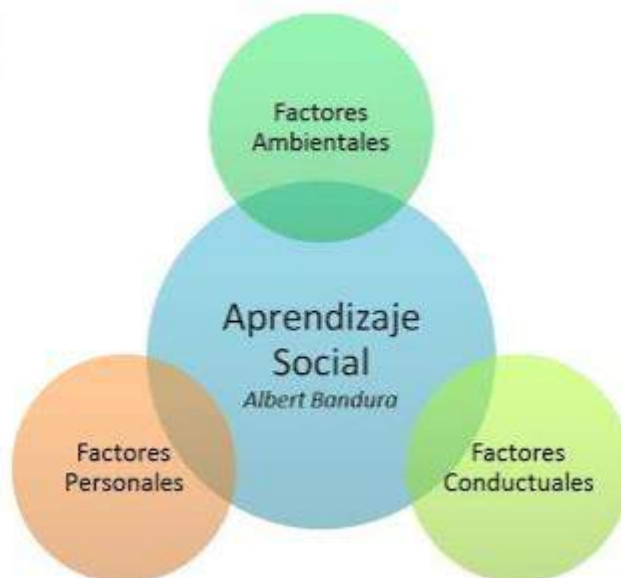 Factores
Ambientales
Aprendizaje
Social
Albert Bandura
Factores
Personales
Factores
Conductuales